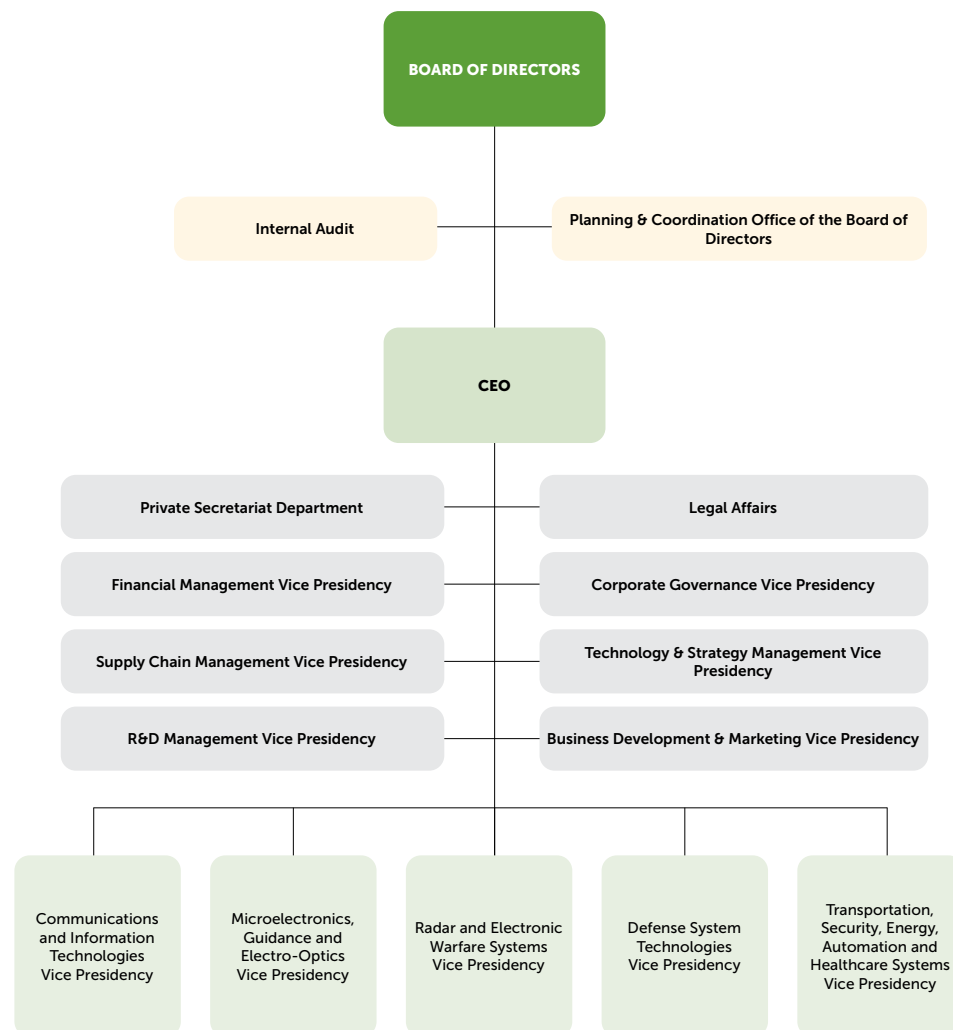 BOARD OF DIRECTORS
Internal Audit
Planning & Coordination Office of the Board of
Directors
CEO
Private Secretariat Department
Legal Affairs
Financial Management Vice Presidency
Corporate Governance Vice Presidency
Supply Chain Management Vice Presidency
Technology & Strategy Management Vice
Presidency
R&D Management Vice Presidency
Business Development & Marketing Vice Presidency
Communications
and Information
Technologies
Vice Presidency
Microelectronics,
Guidance and
Electro-Optics
Vice Presidency
Radar and Electronic
Warfare Systems
Vice Presidency
Defense System
Technologies
Vice Presidency
Transportation,
Security, Energy,
Automation and
Healthcare Systems
Vice Presidency